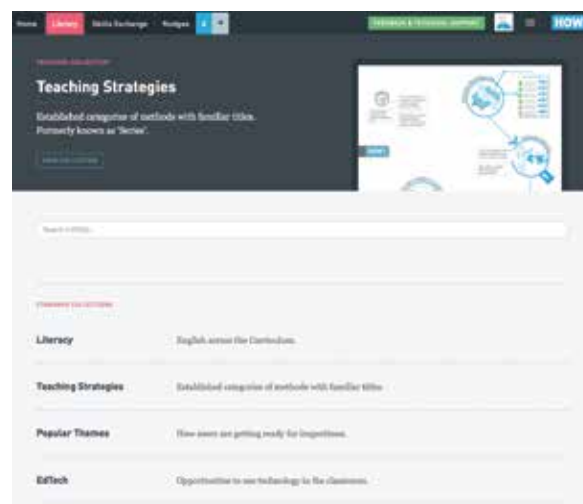 Home Library Skills Exchange Nudges
FEEDBACK & TECHNICAL SUPPORT
HOW
Teaching Strategies
Established categories of methods with familiar titles.
Formerly known as 'Series'.
Literacy English across the Curriculum.
Teaching Strategies Established categories of methods with familiar titles
Popular Themes How users are getting ready for inspections.
EdTech Opportunities to use technology in the classroom.